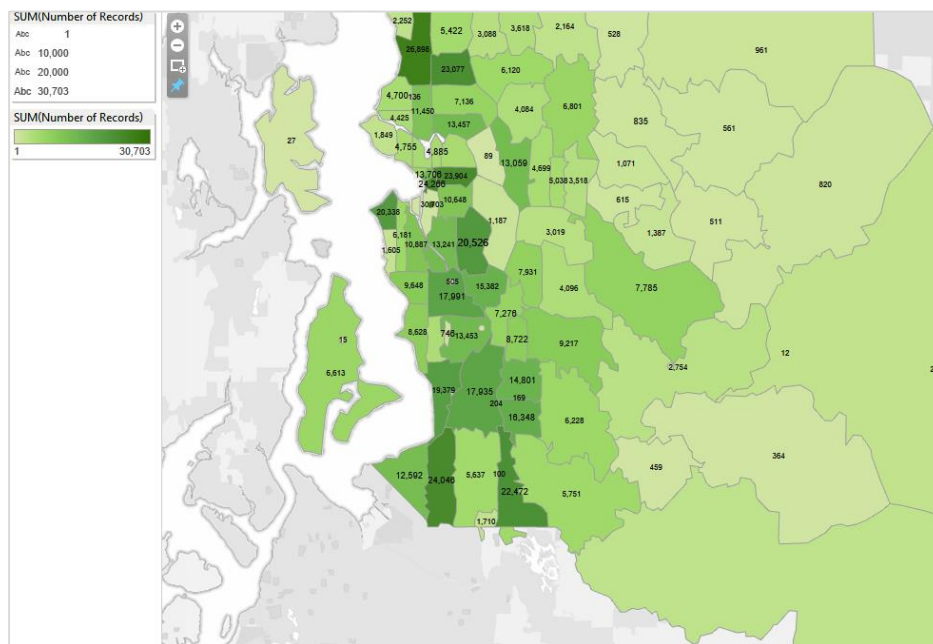 SUM(Number of Records)
Abc 1
Abc 10,000
Abc 20,000
Abc 30,703
SUM(Number of Records)
1 30,703
2,252 5,422 3,088 3,618 2,164 528 961
23,077 6,120
4,700 136 7,136 4,084 6,801
11,450 835 561
4,425 13,457
1,849 4,755 4,885 89 13,059 4,699 1,071
27
13,706 23,904 5,038 3,518 820
24,266
10,648 615
20,338 1,187 511
6,181 3,019 1,387
1,605 10,887 13,241 20,526
9,648 15,382 7,931 4,096 7,785
17,991
7,276
8,628 13,453 8,722 9,217
15 12
2,754
6,613 19,379 17,935 14,801
204 169
16,348 6,228
364
12,592 24,046 5,637 100 459
22,472 5,751
1,710